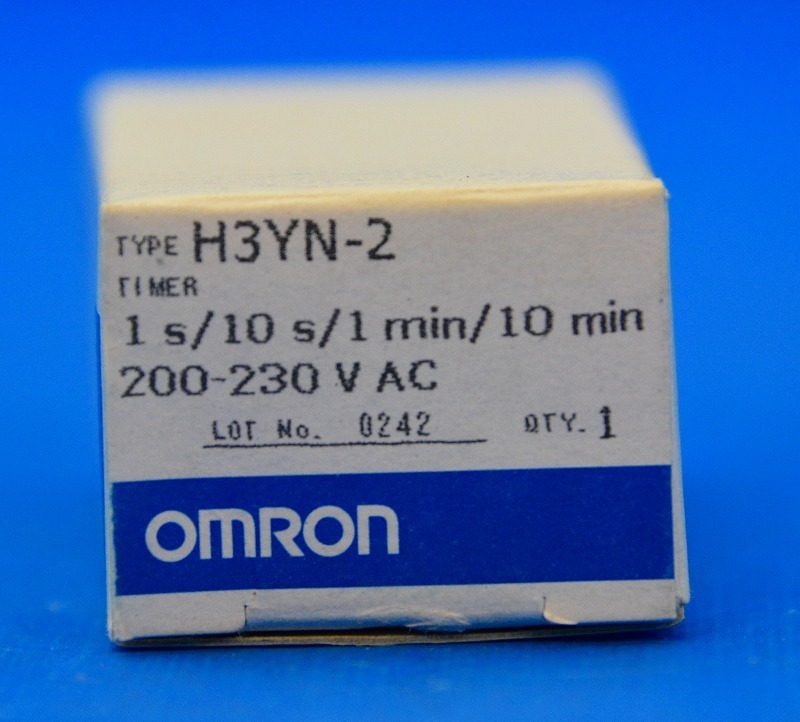 TYPE H3YN-2
TIMER
1 s/10 s/1 min/10 min
200-230 V AC
LOT No. 0242 QTY. 1
OMRON